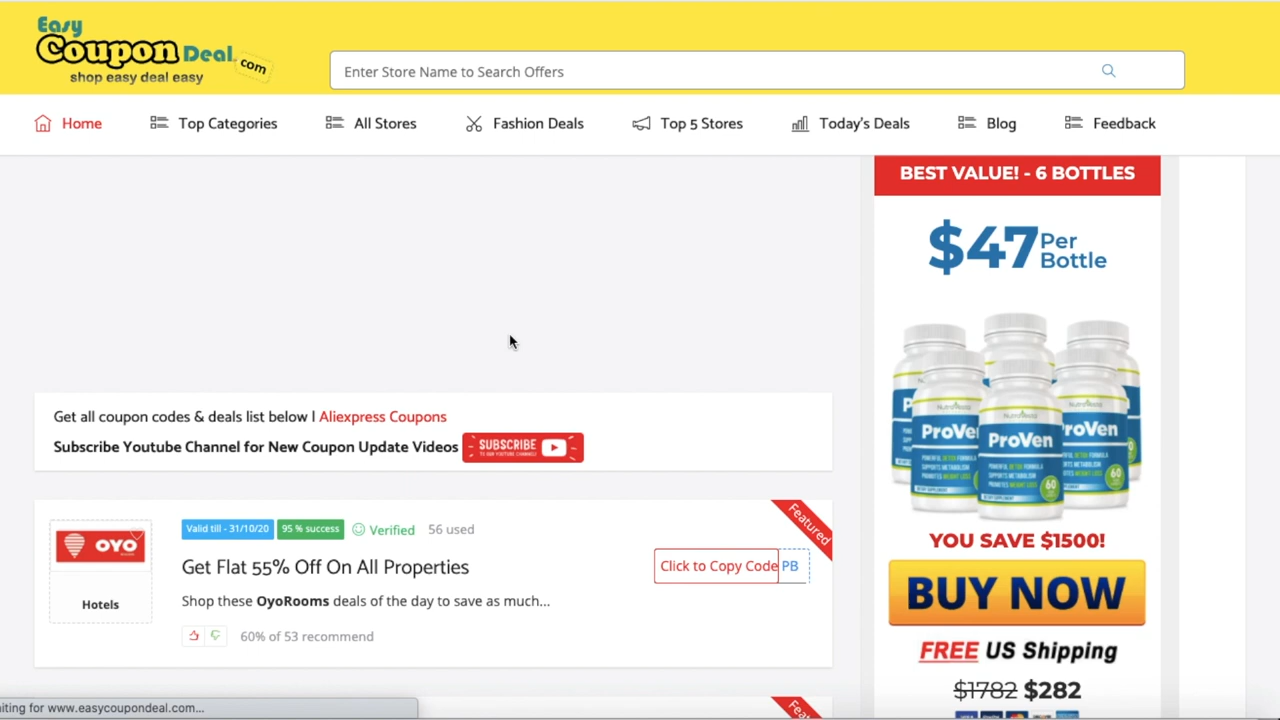 Easy
Coupon Deal.com
shop easy deal easy
Enter Store Name to Search Offers
Home
Top Categories
All Stores
Fashion Deals
Top 5 Stores
Today's Deals
Blog
Feedback
Get all coupon codes & deals list below | Aliexpress Coupons
Subscribe Youtube Channel for New Coupon Update Videos SUBSCRIBE
Valid till - 31/10/20 95 % success Verified 56 used
Featured
OYO
Hotels
Get Flat 55% Off On All Properties
Click to Copy Code PB
Shop these OyoRooms deals of the day to save as much...
60% of 53 recommend
BEST VALUE! - 6 BOTTLES
$47 Per
Bottle
ProVen
YOU SAVE $1500!
BUY NOW
FREE US Shipping
$1782 $282
iting for www.easycoupondeal.com...